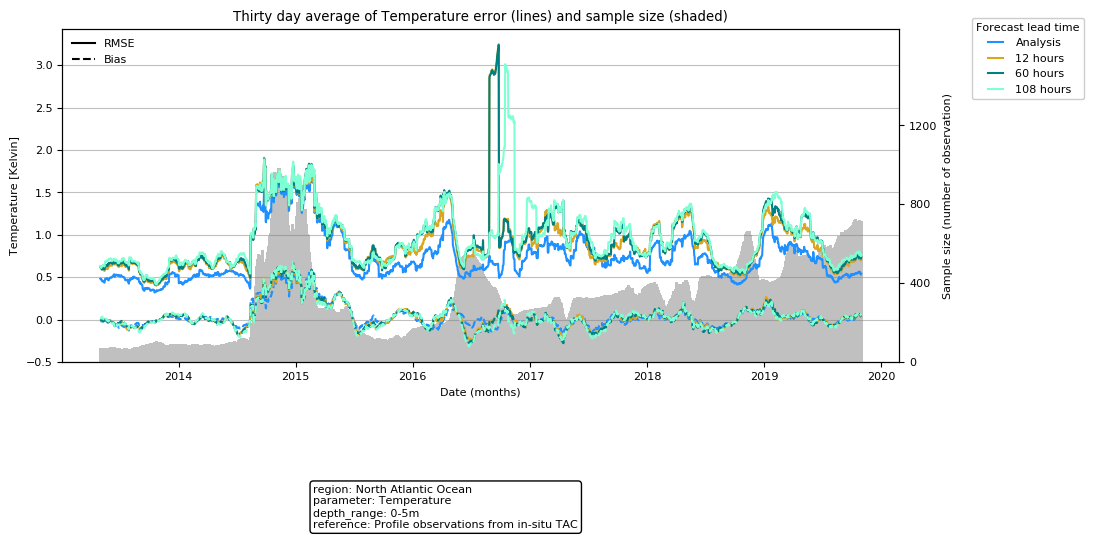 Thirty day average of Temperature error (lines) and sample size (shaded)
RMSE
Bias
Forecast lead time
Analysis
12 hours
60 hours
108 hours
Temperature [Kelvin]
3.0
2.5
2.0
1.5
1.0
0.5
0.0
−0.5
1200
800
400
0
Sample size (number of observation)
2014
2015
2016
2017
2018
2019
2020
Date (months)
region: North Atlantic Ocean
parameter: Temperature
depth_range: 0-5m
reference: Profile observations from in-situ TAC